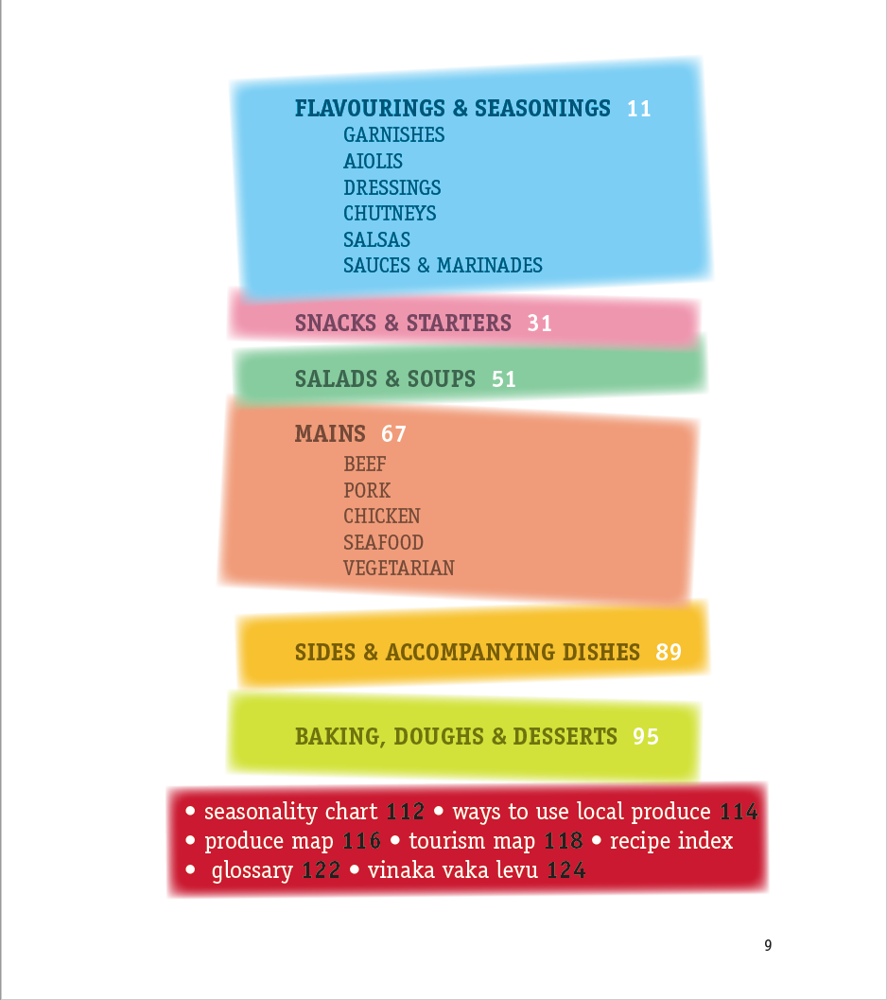 FLAVOURINGS & SEASONINGS 11
GARNISHES
AIOLIS
DRESSINGS
CHUTNEYS
SALSAS
SAUCES & MARINADES
SNACKS & STARTERS 31
SALADS & SOUPS 51
MAINS 67
BEEF
PORK
CHICKEN
SEAFOOD
VEGETARIAN
SIDES & ACCOMPANYING DISHES 89
BAKING, DOUGHS & DESSERTS 95
• seasonality chart 112 • ways to use local produce 114
• produce map 116 • tourism map 118 • recipe index
• glossary 122 • vinaka vaka levu 124
9